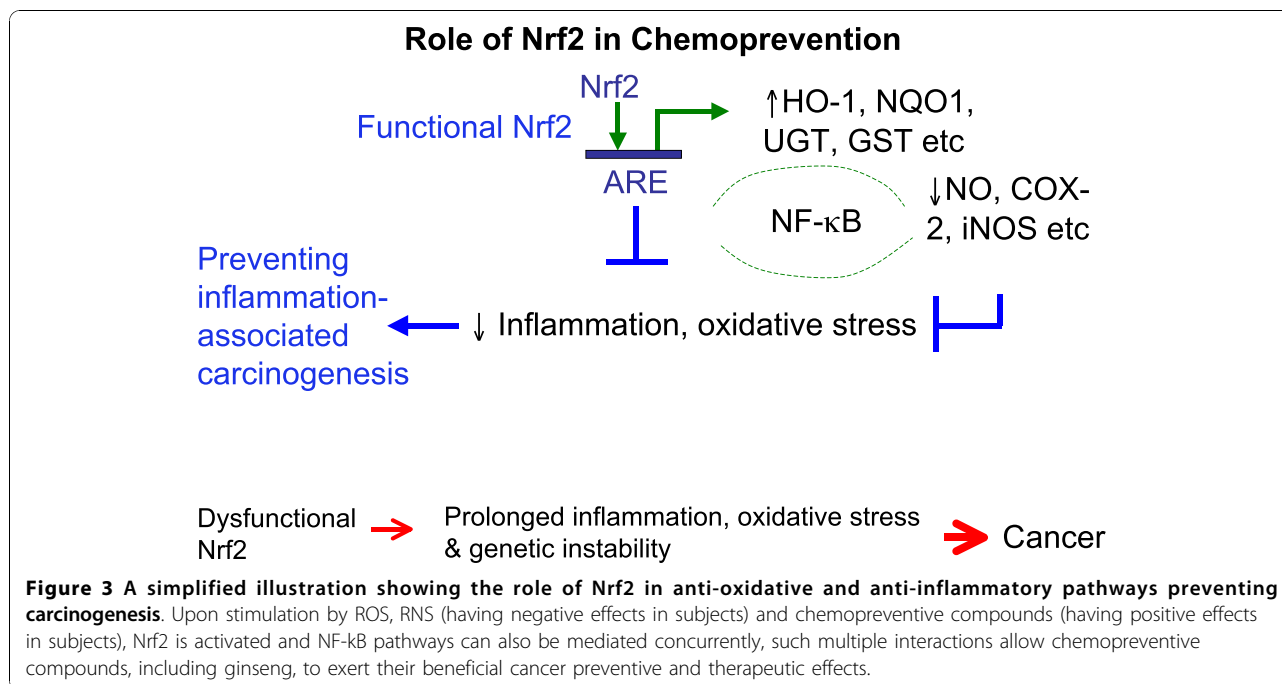 Role of Nrf2 in Chemoprevention
Nrf2
Functional Nrf2
↑HO-1, NQO1,
UGT, GST etc
ARE
NF-κB
↓NO, COX-
2, iNOS etc
Preventing
inflammation-
associated
carcinogenesis
↓ Inflammation, oxidative stress
Dysfunctional
Nrf2
Prolonged inflammation, oxidative stress
& genetic instability
Cancer
Figure 3 A simplified illustration showing the role of Nrf2 in anti-oxidative and anti-inflammatory pathways preventing
carcinogenesis. Upon stimulation by ROS, RNS (having negative effects in subjects) and chemopreventive compounds (having positive effects
in subjects), Nrf2 is activated and NF-kB pathways can also be mediated concurrently, such multiple interactions allow chemopreventive
compounds, including ginseng, to exert their beneficial cancer preventive and therapeutic effects.